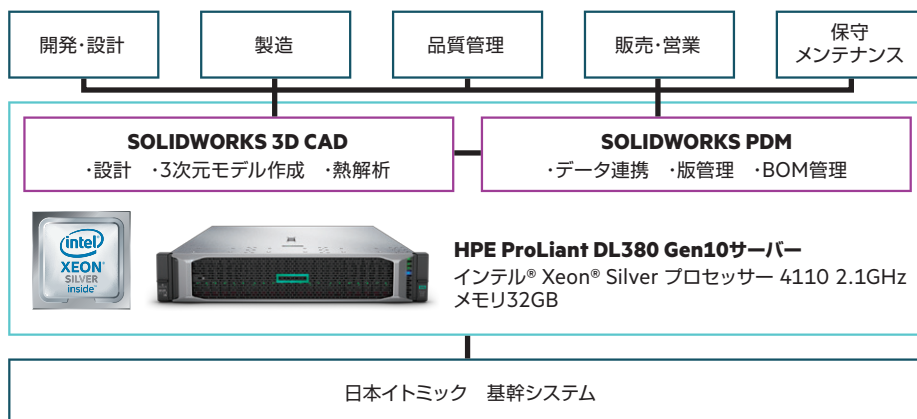 開発・設計
製造
品質管理
販売・営業
保守
メンテナンス
SOLIDWORKS 3D CAD
・設計 ・3次元モデル作成 ・熱解析
SOLIDWORKS PDM
・データ連携 ・版管理 ・BOM管理
intel
XEON
SILVER
inside™
HPE ProLiant DL380 Gen10サーバー
インテル® Xeon® Silver プロセッサー 4110 2.1GHz
メモリ32GB
日本イトミック 基幹システム